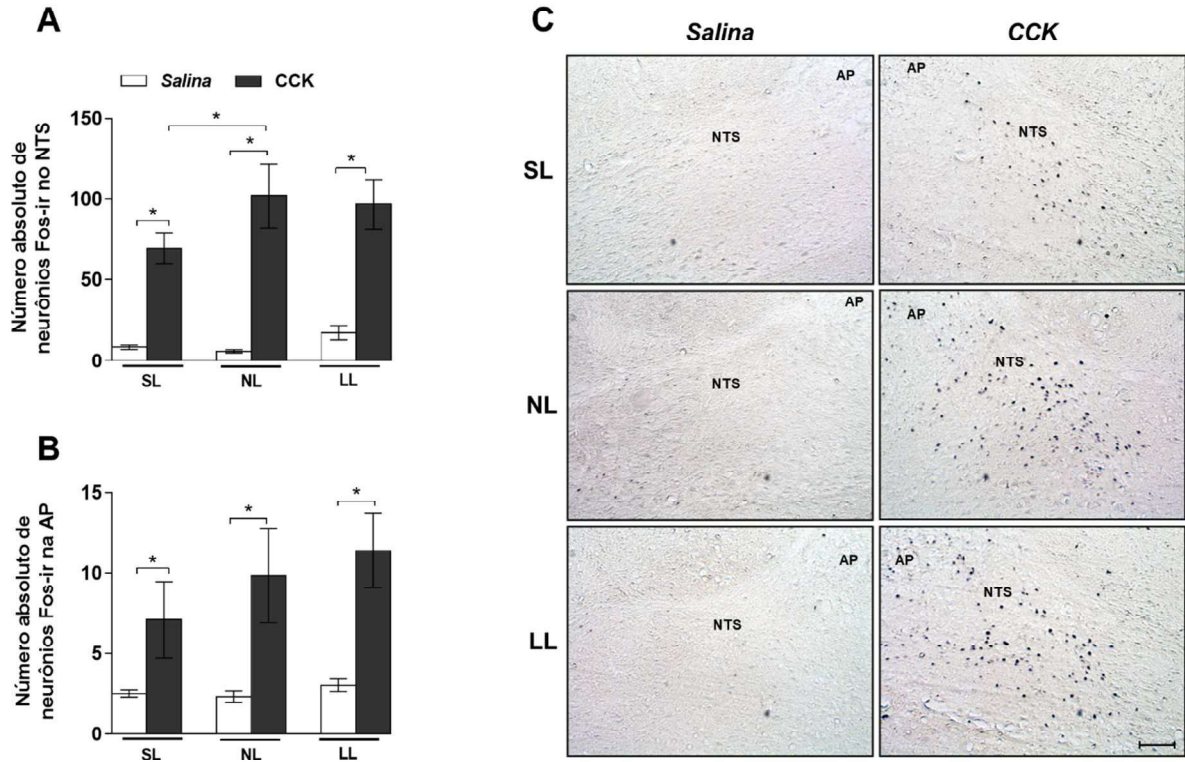 A
Salina CCK
Número absoluto de
neurônios Fos-ir no NTS
150
100
50
0
* * * *
SL NL LL
B
Número absoluto de
neurônios Fos-ir na AP
15
10
5
0
* * *
SL NL LL
C
Salina CCK
SL
AP
NTS
AP
NTS
NL
AP
NTS
AP
NTS
LL
AP
NTS
AP
NTS